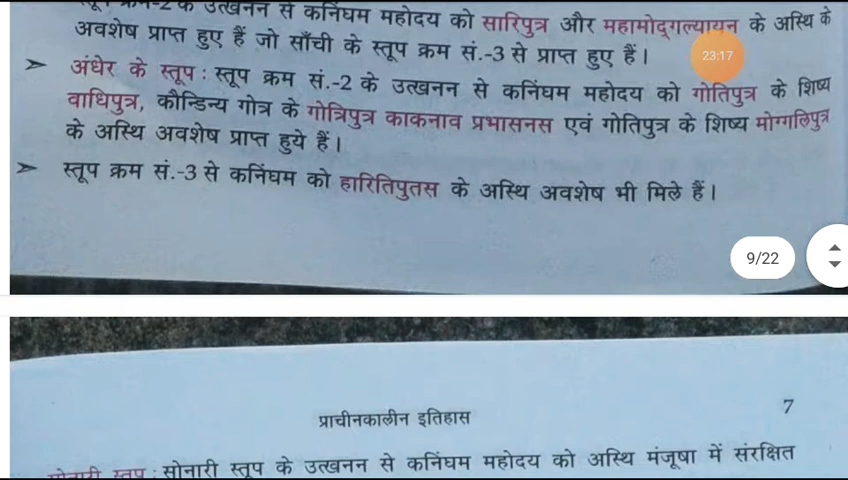 के उत्खनन से कनिंघम महोदय को सारिपुत्र और महामोद्गल्यायन के अस्थि के
अवशेष प्राप्त हुए हैं जो साँची के स्तूप क्रम सं.-3 से प्राप्त हुए हैं।
23:17
➤ अंधेर के स्तूप : स्तूप क्रम सं.-2 के उत्खनन से कनिंघम महोदय को गोतिपुत्र के शिष्य
वाधिपुत्र, कौन्डिन्य गोत्र के गोत्रिपुत्र काकनाव प्रभासनस एवं गोतिपुत्र के शिष्य मोग्गलिपुत्र
के अस्थि अवशेष प्राप्त हुये हैं।
➤ स्तूप क्रम सं.-3 से कनिंघम को हारितिपुतस के अस्थि अवशेष भी मिले हैं।
9/22
प्राचीनकालीन इतिहास 7
सोनारी स्तूप : सोनारी स्तूप के उत्खनन से कनिंघम महोदय को अस्थि मंजूषा में संरक्षित